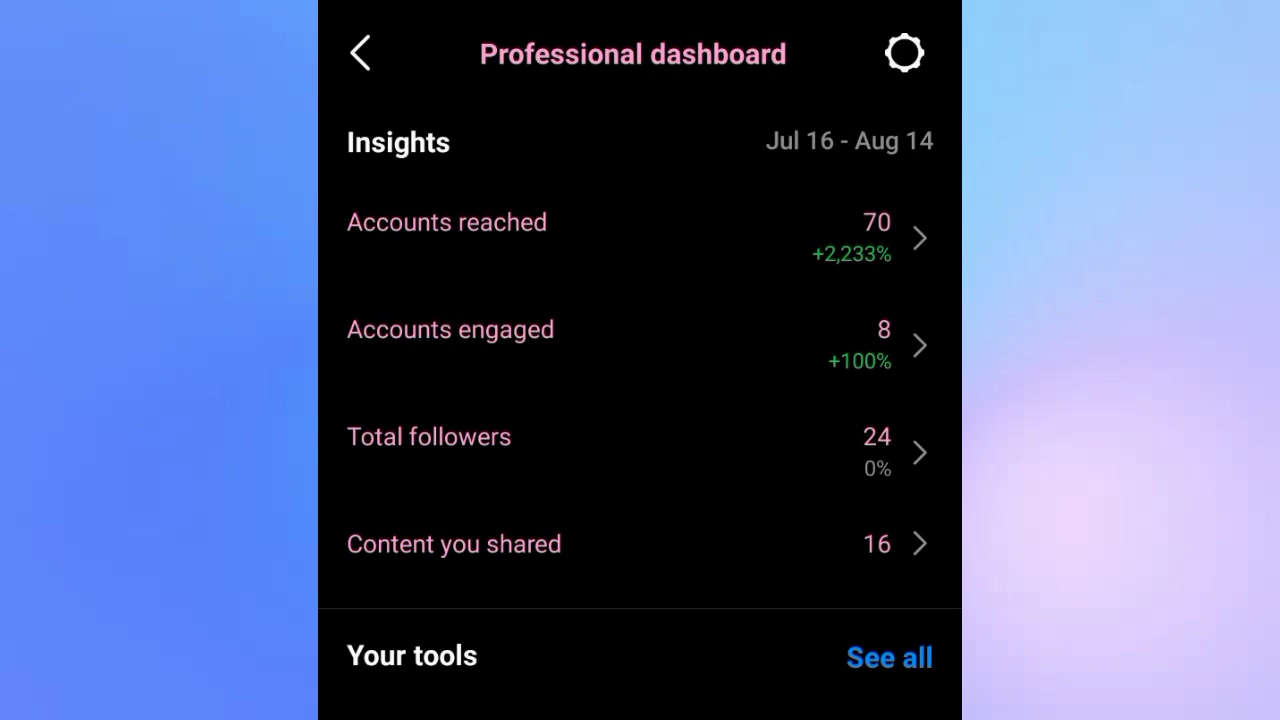 Professional dashboard
Insights
Jul 16 - Aug 14
Accounts reached
70
+2,233%
Accounts engaged
8
+100%
Total followers
24
0%
Content you shared
16
Your tools
See all